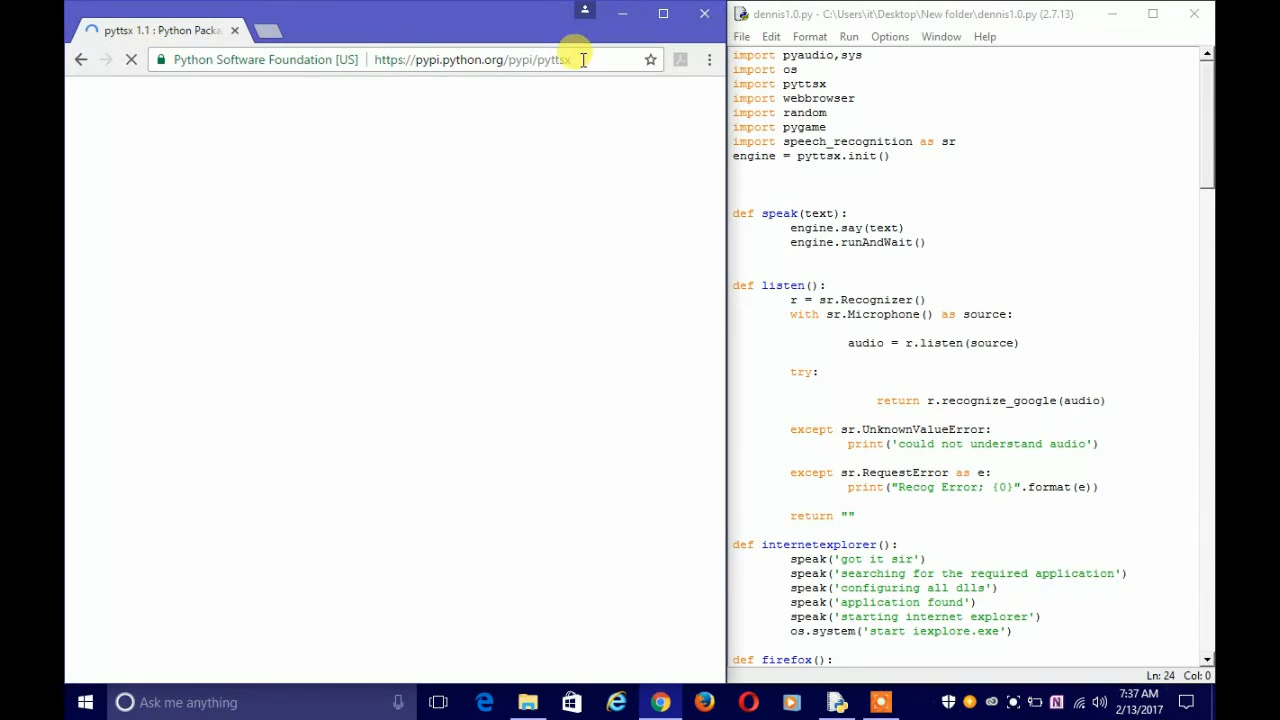 pyttsx 1.1 : Python Packa
Python Software Foundation [US] | https://pypi.python.org/pypi/pyttsx
dennis1.0.py - C:\Users\it\Desktop\New folder\dennis1.0.py (2.7.13)
File Edit Format Run Options Window Help
import pyaudio,sys
import os
import pyttsx
import webbrowser
import random
import pygame
import speech_recognition as sr
engine = pyttsx.init()
def speak(text):
engine.say(text)
engine.runAndWait()
def listen():
r = sr.Recognizer()
with sr.Microphone() as source:
audio = r.listen(source)
try:
return r.recognize_google(audio)
except sr.UnknownValueError:
print('could not understand audio')
except sr.RequestError as e:
print("Recog Error; {0}".format(e))
return ""
def internetexplorer():
speak('got it sir')
speak('searching for the required application')
speak('configuring all dlls')
speak('application found')
speak('starting internet explorer')
os.system('start iexplore.exe')
def firefox():
Ln: 24 Col: 0
Ask me anything
7:37 AM
2/13/2017